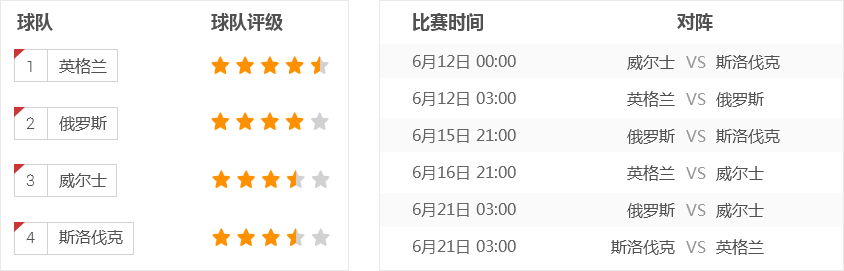 球队 球队评级
1 英格兰
2 俄罗斯
3 威尔士
4 斯洛伐克
比赛时间 对阵
6月12日 00:00 威尔士 VS 斯洛伐克
6月12日 03:00 英格兰 VS 俄罗斯
6月15日 21:00 俄罗斯 VS 斯洛伐克
6月16日 21:00 英格兰 VS 威尔士
6月21日 03:00 俄罗斯 VS 威尔士
6月21日 03:00 斯洛伐克 VS 英格兰